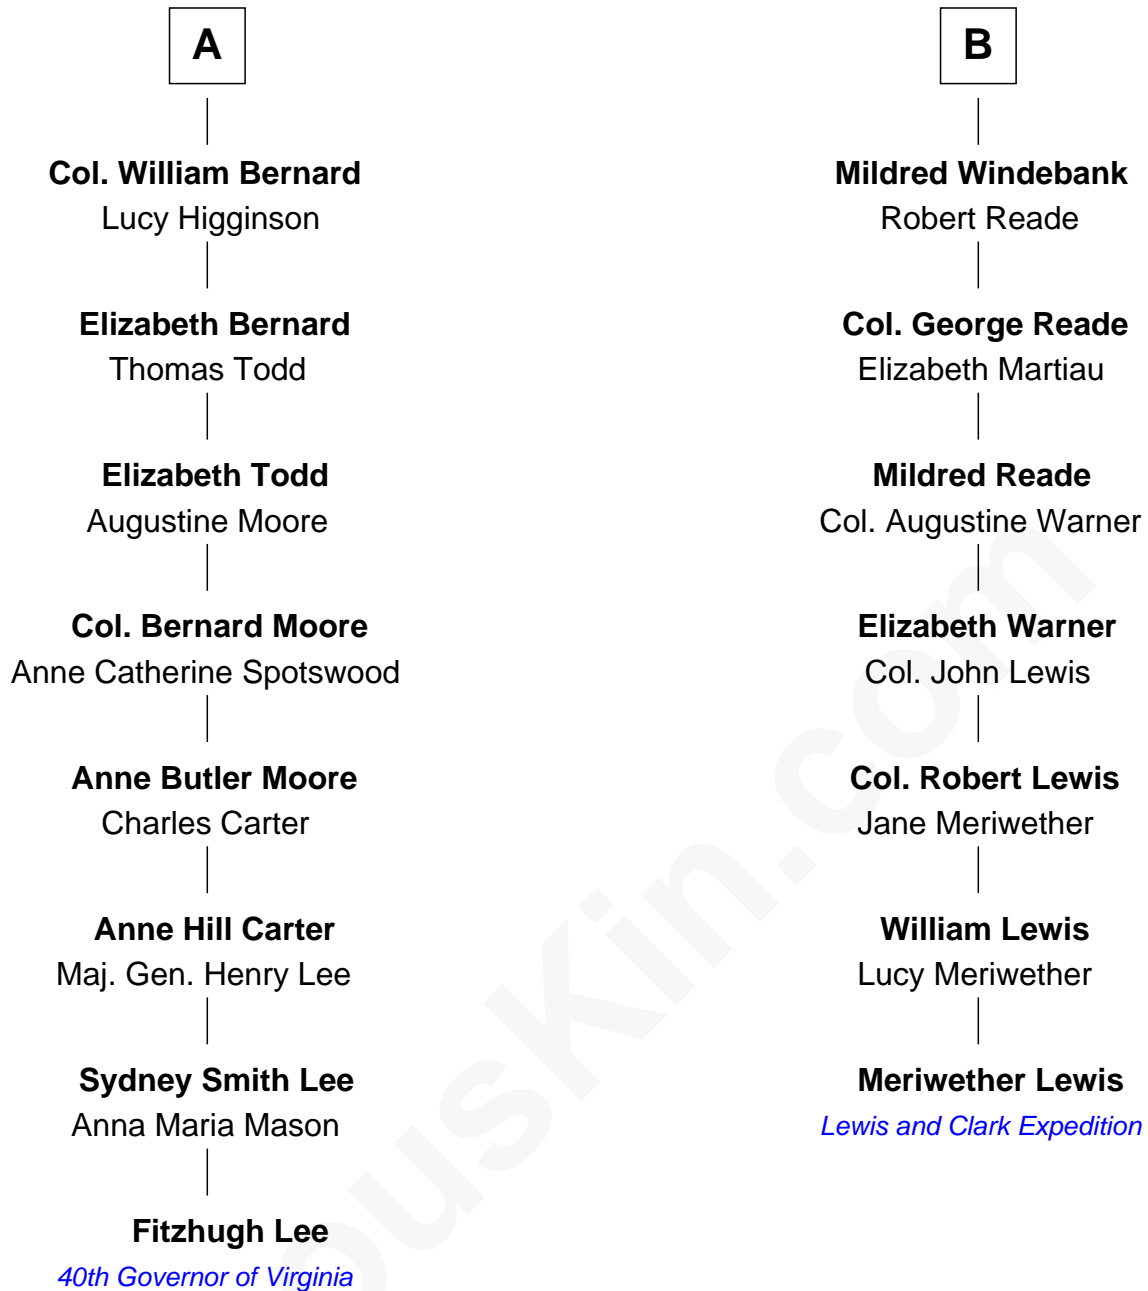 A
Col. William Bernard
Lucy Higginson
Elizabeth Bernard
Thomas Todd
Elizabeth Todd
Augustine Moore
Col. Bernard Moore
Anne Catherine Spotswood
Anne Butler Moore
Charles Carter
Anne Hill Carter
Maj. Gen. Henry Lee
Sydney Smith Lee
Anna Maria Mason
Fitzhugh Lee
40th Governor of Virginia
B
Mildred Windebank
Robert Reade
Col. George Reade
Elizabeth Martiau
Mildred Reade
Col. Augustine Warner
Elizabeth Warner
Col. John Lewis
Col. Robert Lewis
Jane Meriwether
William Lewis
Lucy Meriwether
Meriwether Lewis
Lewis and Clark Expedition
ousKin.com